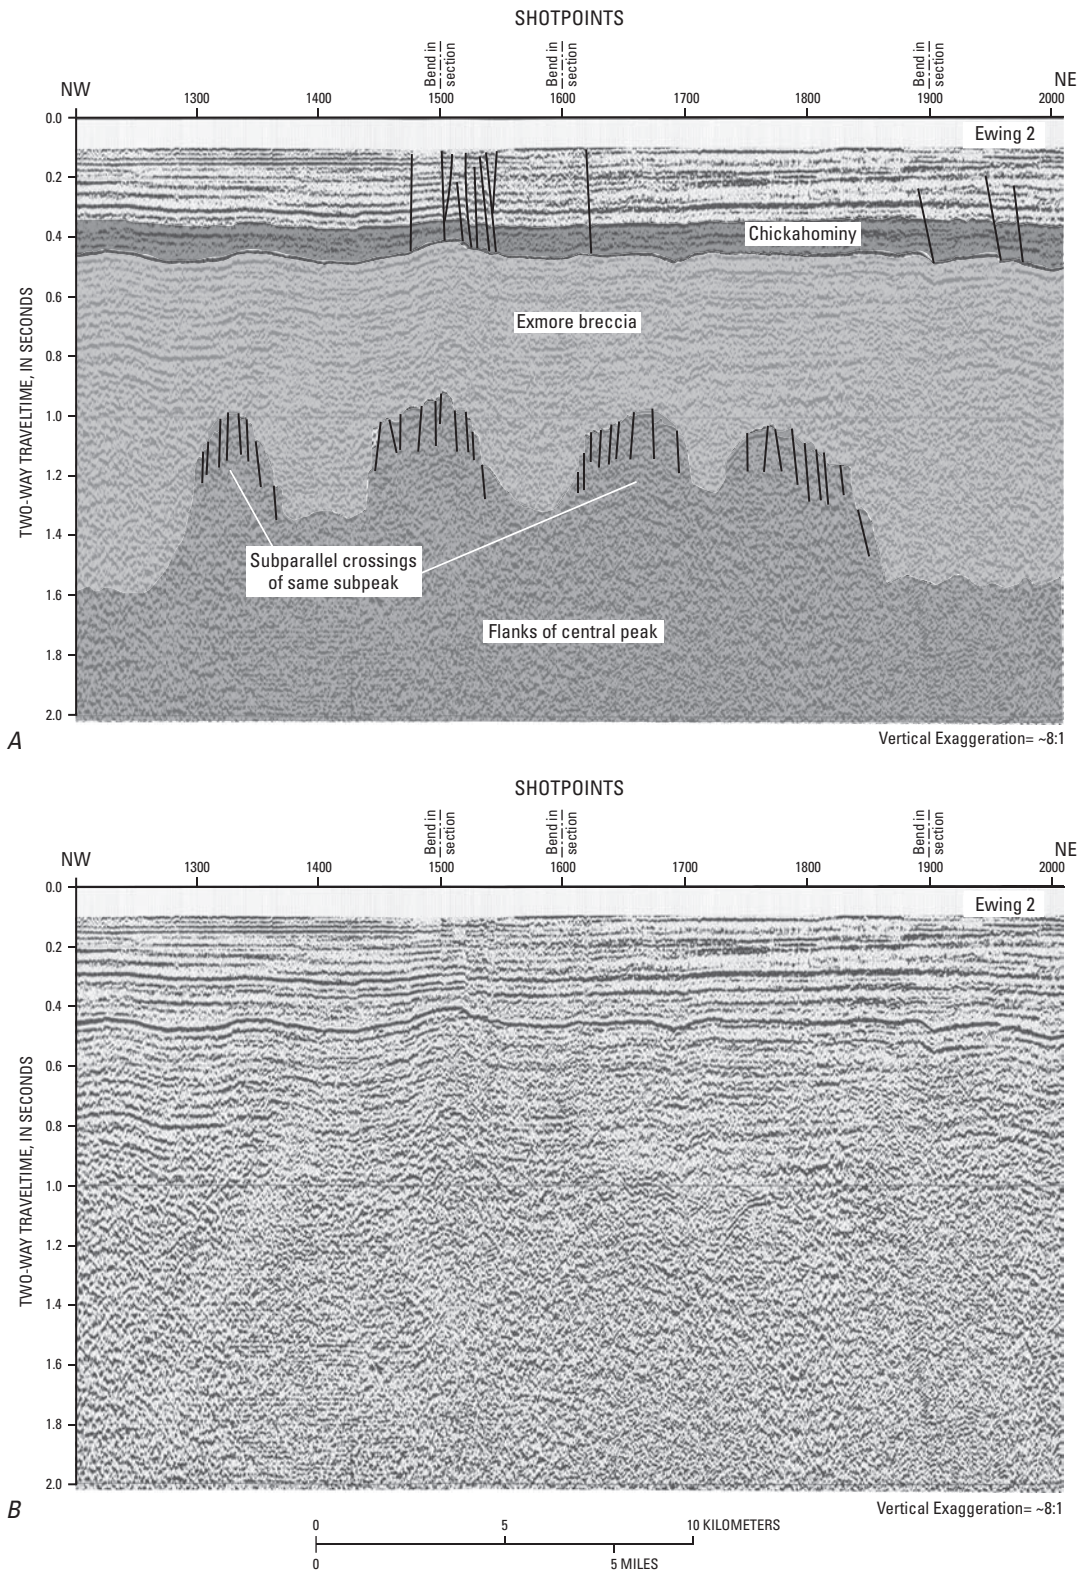 SHOTPOINTS
Bend in
section
Bend in
section
Bend in
section
NW
NE
1300 1400 1500 1600 1700 1800 1900 2000
Ewing 2
0.0
0.2
0.4
0.6
0.8
1.0
1.2
1.4
1.6
1.8
2.0
TWO-WAY TRAVELTIME, IN SECONDS
Chickahominy
Exmore breccia
Subparallel crossings
of same subpeak
Flanks of central peak
A
Vertical Exaggeration= ~8:1
SHOTPOINTS
Bend in
section
Bend in
section
Bend in
section
NW
NE
1300 1400 1500 1600 1700 1800 1900 2000
Ewing 2
0.0
0.2
0.4
0.6
0.8
1.0
1.2
1.4
1.6
1.8
2.0
TWO-WAY TRAVELTIME, IN SECONDS
B
Vertical Exaggeration= ~8:1
0 5 10 KILOMETERS
0 5 MILES